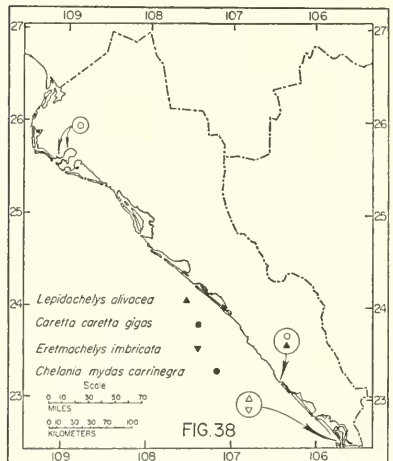 109 108 107 106
27
27
26
26
25
25
24
24
23
23
Lepidochelys olivacea
Caretta caretta gigas
Eretmochelys imbricata
Chelonia mydas carrinegra
Scale
0 10 30 50 70
MILES
0 10 30 50 70 100
KILOMETERS
FIG. 38
109 108 107 106